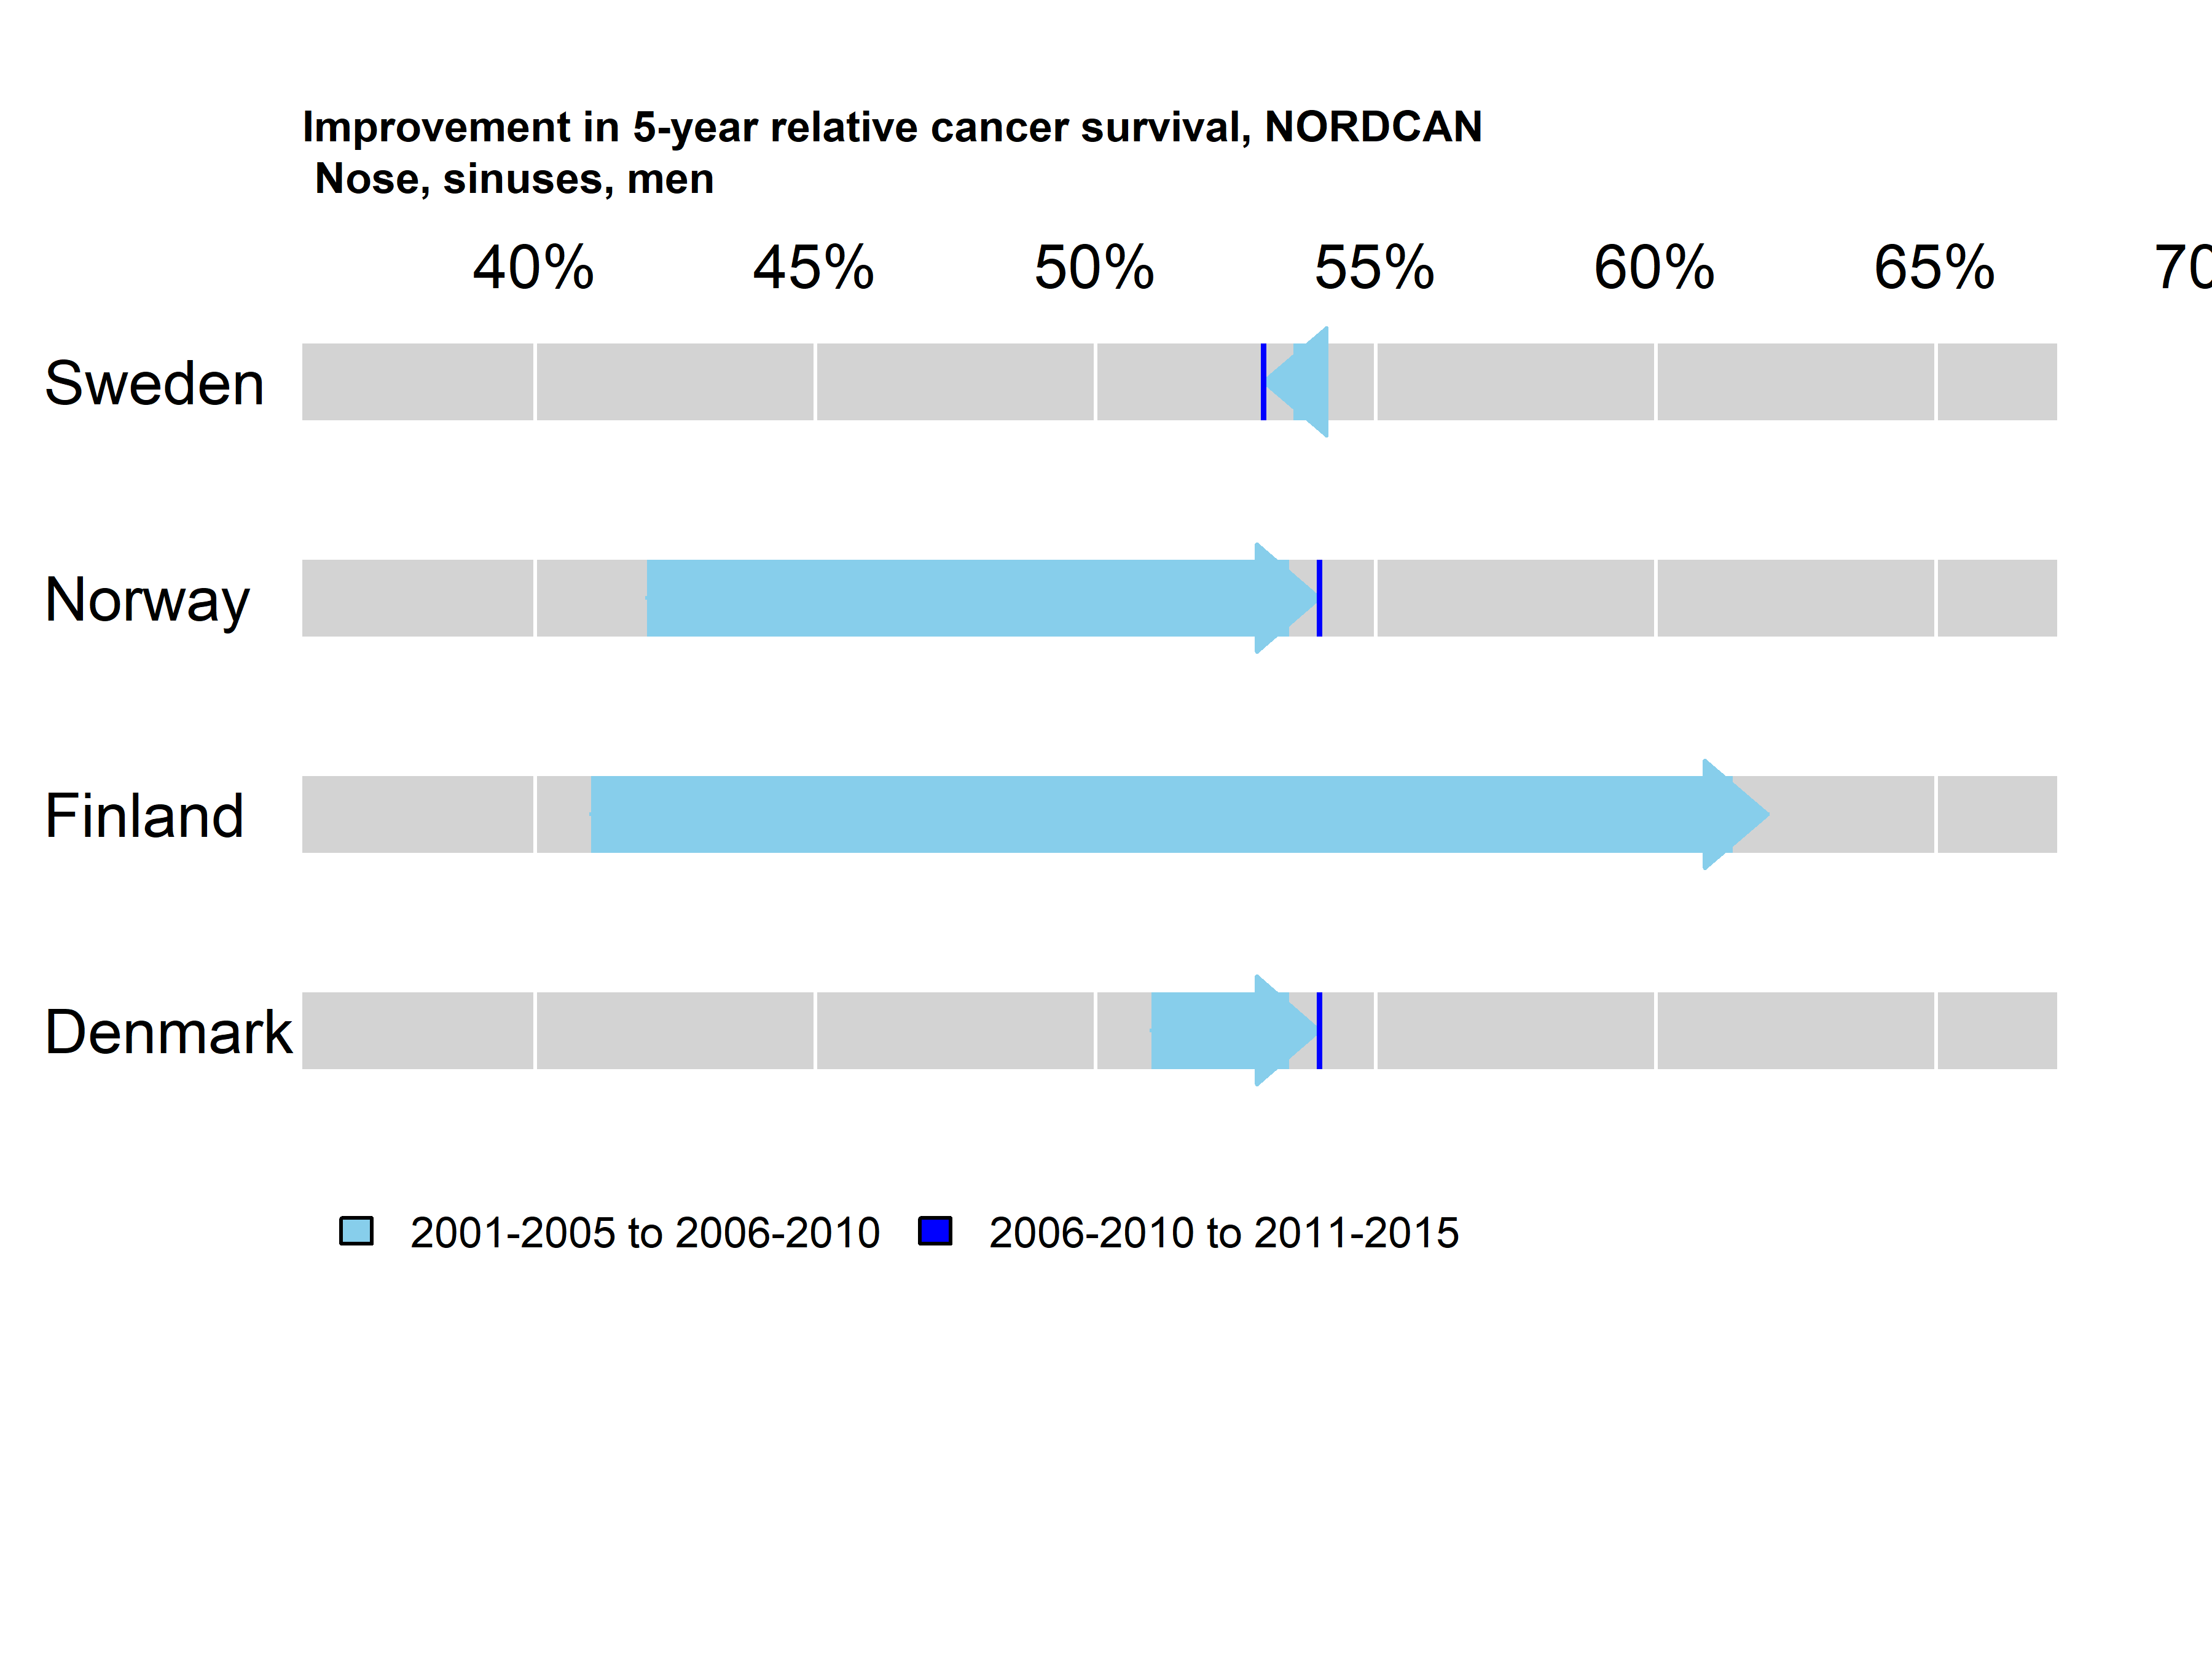 Improvement in 5-year relative cancer survival, NORDCAN
Nose, sinuses, men
40% 45% 50% 55% 60% 65% 70
Sweden
Norway
Finland
Denmark
2001-2005 to 2006-2010 2006-2010 to 2011-2015